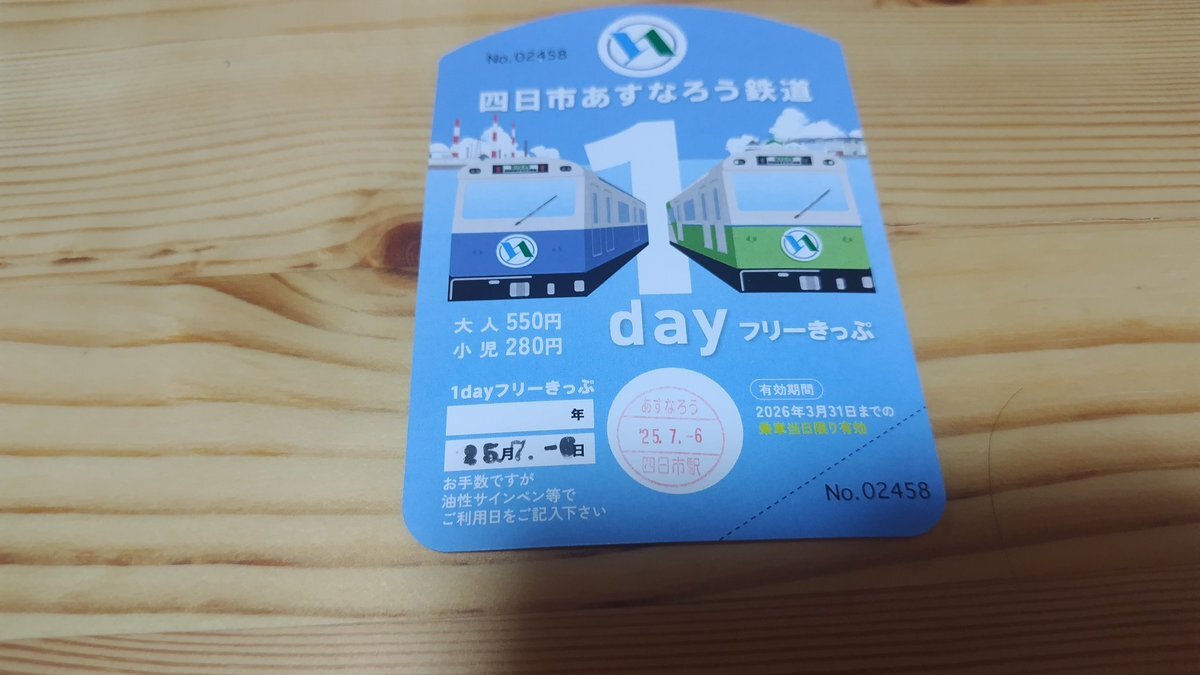 No.02458
四日市あすなろう鉄道
1
day フリーきっぷ
大人 550円
小児 280円
1dayフリーきっぷ
年
25月7.-6日
お手数ですが
油性サインペン等で
ご利用日をご記入下さい
あすなろう
'25.7.-6
四日市駅
有効期間
2026年3月31日までの
乗車当日限り有効
No.02458